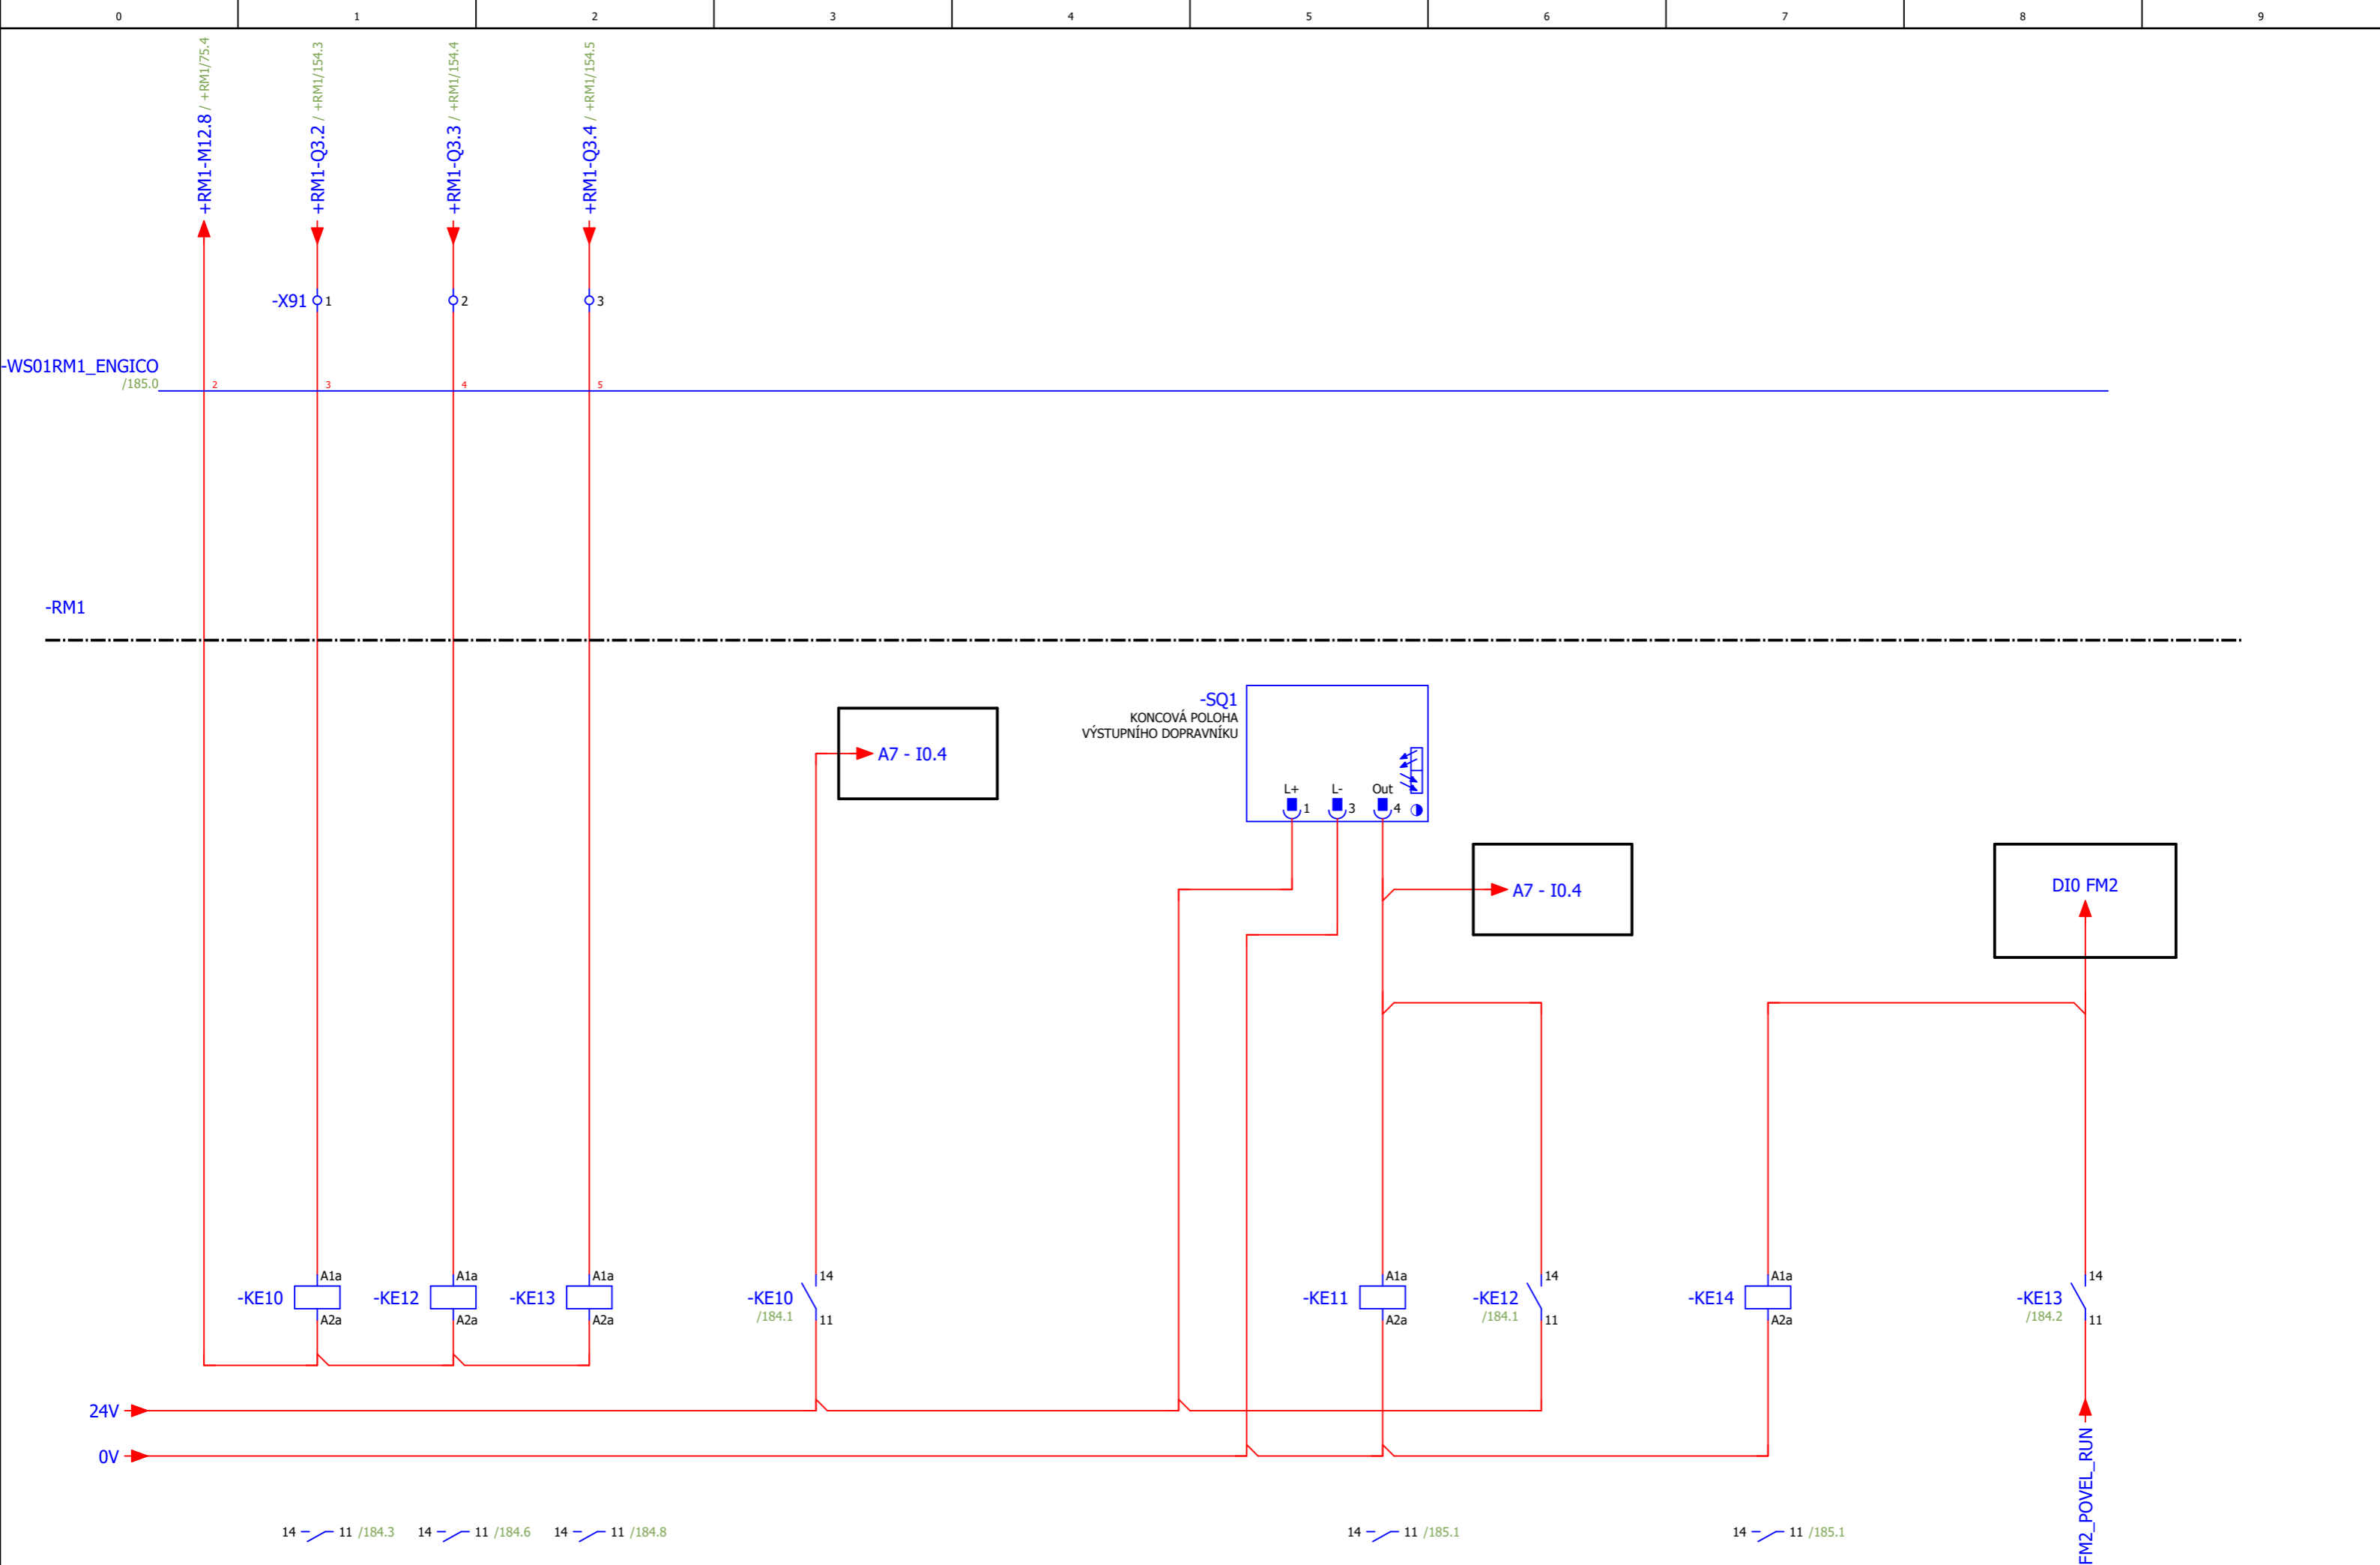 0 1 2 3 4 5 6 7 8 9
+RM1-M12.8 / +RM1/75.4
+RM1-Q3.2 / +RM1/154.3
+RM1-Q3.3 / +RM1/154.4
+RM1-Q3.4 / +RM1/154.5
-X91 1 2 3
-WS01RM1_ENGICO
/185.0 2 3 4 5
-RM1
-SQ1
KONCOVÁ POLOHA
VÝSTUPNÍHO DOPRAVNÍKU
A7 - I0.4
L+ L- Out
1 3 4
A7 - I0.4
DI0 FM2
A1a A1a A1a 14 A1a 14 A1a 14
-KE10 -KE12 -KE13 -KE10 -KE11 -KE12 -KE14 -KE13
/184.1 /184.1 /184.2
A2a A2a A2a 11 A2a 11 A2a 11
24V
0V
FM2_POVEL_RUN
14 11 /184.3 14 11 /184.6 14 11 /184.8 14 11 /185.1 14 11 /185.1